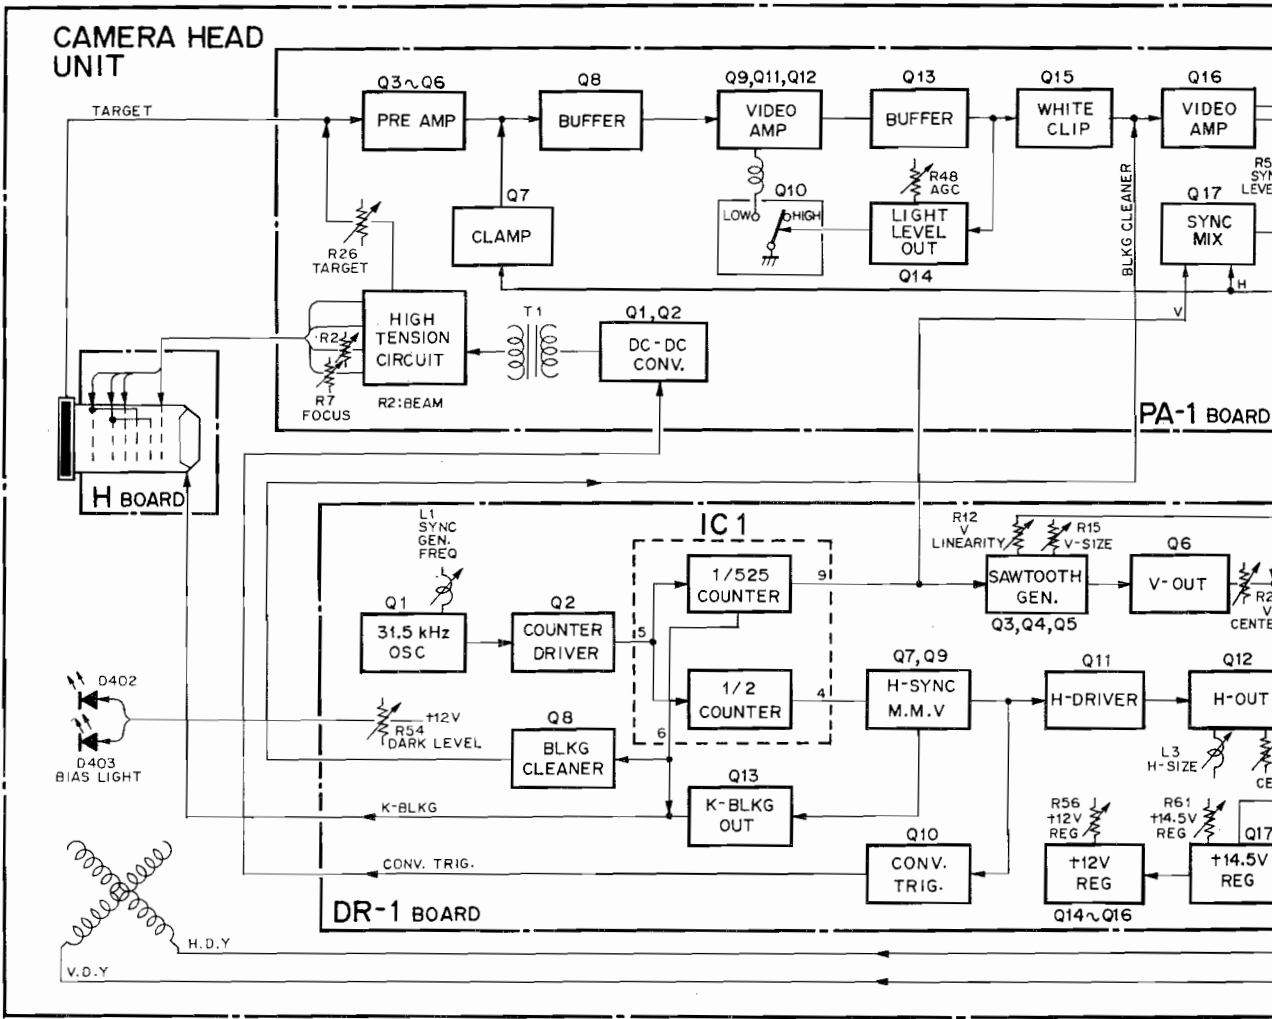 CAMERA HEAD
UNIT
TARGET
Q3~Q6
PRE AMP
Q8
BUFFER
Q9,Q11,Q12
VIDEO
AMP
Q13
BUFFER
Q15
WHITE
CLIP
Q16
VIDEO
AMP
R5
SYN
LEVE
BLKG CLEANER
Q7
CLAMP
Q10
LOW
HIGH
R48
AGC
LIGHT
LEVEL
OUT
Q14
Q17
SYNC
MIX
H
V
R26
TARGET
HIGH
TENSION
CIRCUIT
R2
R7
FOCUS
R2:BEAM
T1
Q1,Q2
DC-DC
CONV.
PA-1 BOARD
H BOARD
L1
SYNC
GEN.
FREQ
IC1
Q1
31.5 kHz
OSC
Q2
COUNTER
DRIVER
5
1/525
COUNTER
9
1/2
COUNTER
4
6
R12
V
LINEARITY
R15
V-SIZE
SAWTOOTH
GEN.
Q3,Q4,Q5
Q6
V-OUT
R2
V
CENTE
Q7,Q9
H-SYNC
M.M.V
Q11
H-DRIVER
Q12
H-OUT
L3
H-SIZE
CE
D402
D403
BIAS LIGHT
+12V
R54
DARK LEVEL
Q8
BLKG
CLEANER
Q13
K-BLKG
OUT
K-BLKG
Q10
CONV.
TRIG.
CONV. TRIG.
R56
+12V
REG
R61
+14.5V
REG
Q17
+12V
REG
Q14~Q16
+14.5V
REG
DR-1 BOARD
H.D.Y
V.D.Y